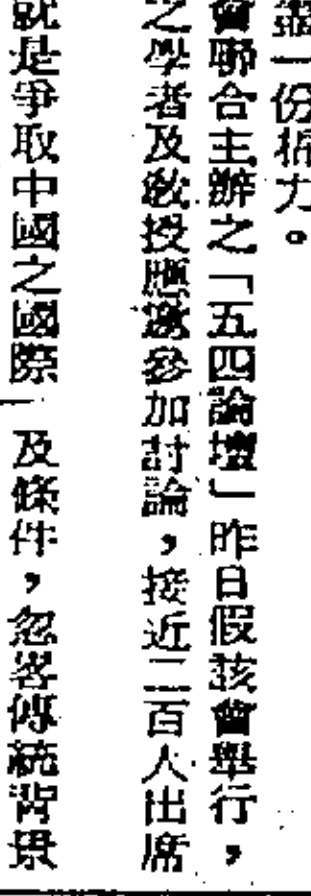 盡一份棉力。
會聯合主辦之「五四論壇」昨日假該會舉行，
之學者及敎授應邀參加討論，接近二百人出席
就是爭取中國之國際
及條件，忽畧傳統背景